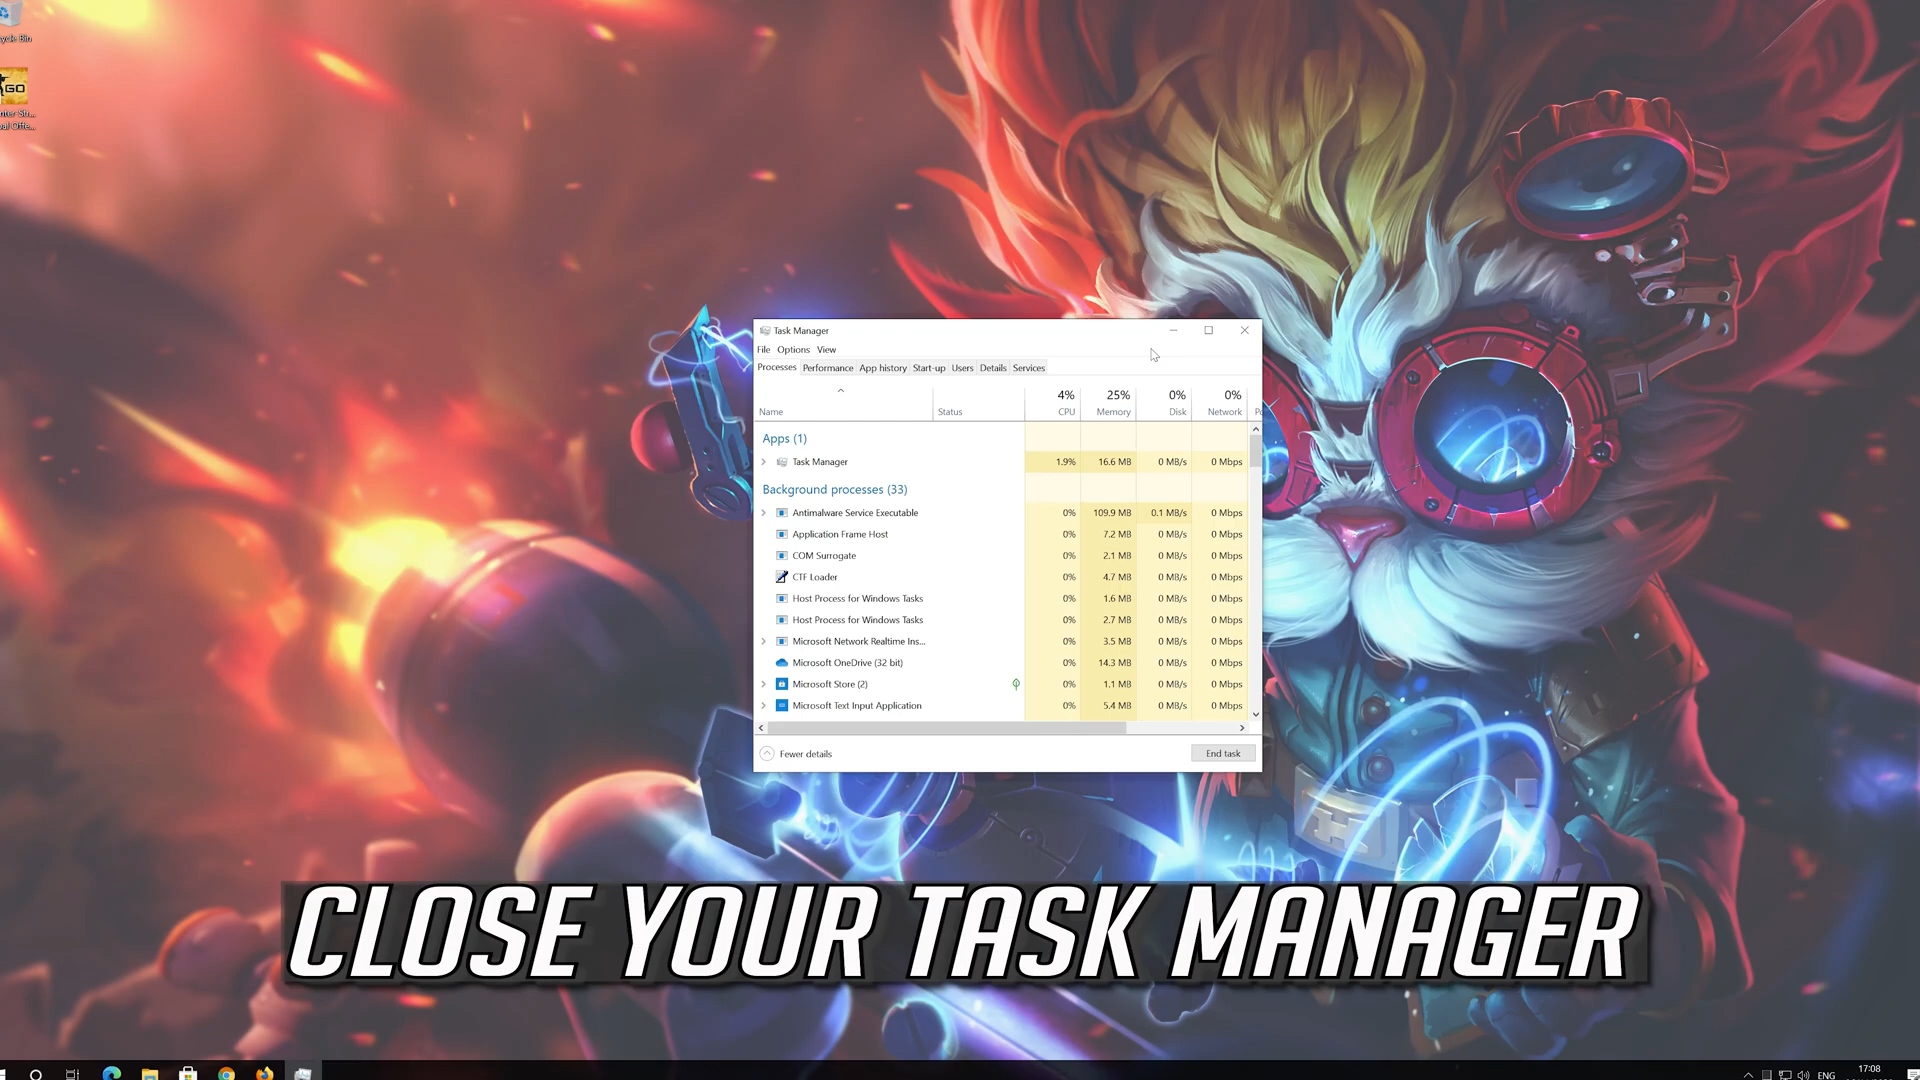 GO
Task Manager
File Options View
Processes Performance App history Start-up Users Details Services
4% 25% 0% 0%
Name Status CPU Memory Disk Network
Apps (1)
Task Manager 1.9% 16.6 MB 0 MB/s 0 Mbps
Background processes (33)
Antimalware Service Executable 0% 109.9 MB 0.1 MB/s 0 Mbps
Application Frame Host 0% 7.2 MB 0 MB/s 0 Mbps
COM Surrogate 0% 2.1 MB 0 MB/s 0 Mbps
CTF Loader 0% 4.7 MB 0 MB/s 0 Mbps
Host Process for Windows Tasks 0% 1.6 MB 0 MB/s 0 Mbps
Host Process for Windows Tasks 0% 2.7 MB 0 MB/s 0 Mbps
Microsoft Network Realtime Ins... 0% 3.5 MB 0 MB/s 0 Mbps
Microsoft OneDrive (32 bit) 0% 14.3 MB 0 MB/s 0 Mbps
Microsoft Store (2) 0% 1.1 MB 0 MB/s 0 Mbps
Microsoft Text Input Application 0% 5.4 MB 0 MB/s 0 Mbps
Fewer details End task
CLOSE YOUR TASK MANAGER
ENG 17:08